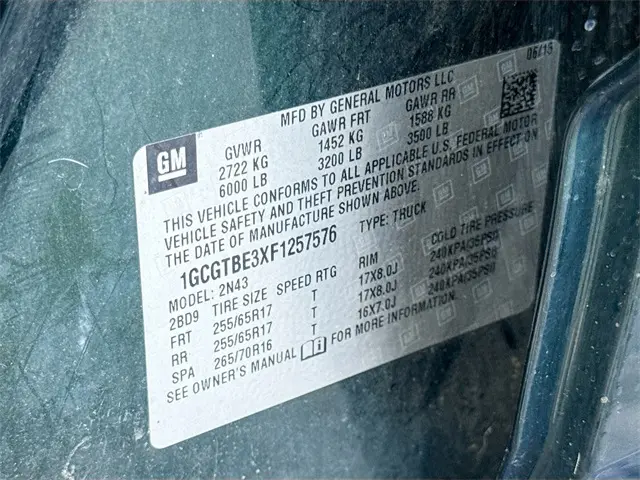 06/15
MFD BY GENERAL MOTORS LLC
GM
GVWR GAWR FRT GAWR RR
2722 KG 1452 KG 1588 KG
6000 LB 3200 LB 3500 LB
THIS VEHICLE CONFORMS TO ALL APPLICABLE U.S. FEDERAL MOTOR
VEHICLE SAFETY AND THEFT PREVENTION STANDARDS IN EFFECT ON
THE DATE OF MANUFACTURE SHOWN ABOVE.
1GCGTBE3XF1257576 TYPE: TRUCK
MODEL: 2N43
2BD9 TIRE SIZE SPEED RTG RIM COLD TIRE PRESSURE
FRT 255/65R17 T 17X8.0J 240KPA(35PSI)
RR 255/65R17 T 17X8.0J 240KPA(35PSI)
SPA 265/70R16 T 16X7.0J 240KPA(35PSI)
SEE OWNER'S MANUAL FOR MORE INFORMATION.